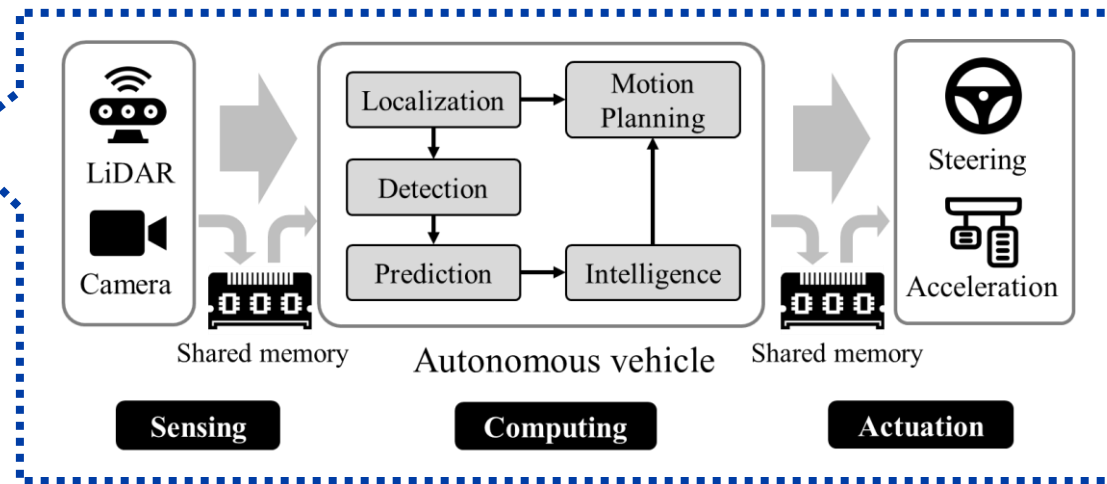 LiDAR
Camera
Shared memory
Localization
Detection
Prediction
Motion
Planning
Intelligence
Autonomous vehicle
Shared memory
Steering
Acceleration
Sensing
Computing
Actuation